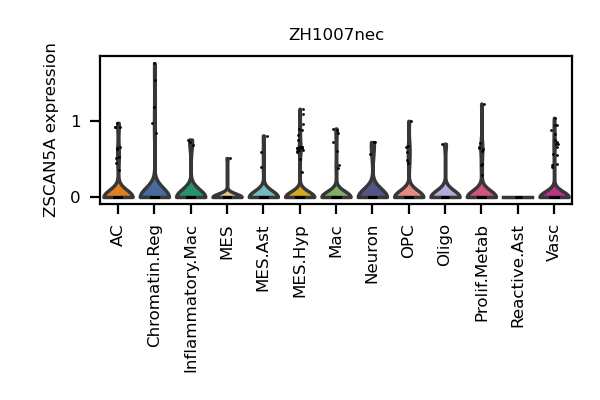 ZH1007nec
ZSCAN5A expression
1
0
AC
Chromatin.Reg
Inflammatory.Mac
MES
MES.Ast
MES.Hyp
Mac
Neuron
OPC
Oligo
Prolif.Metab
Reactive.Ast
Vasc